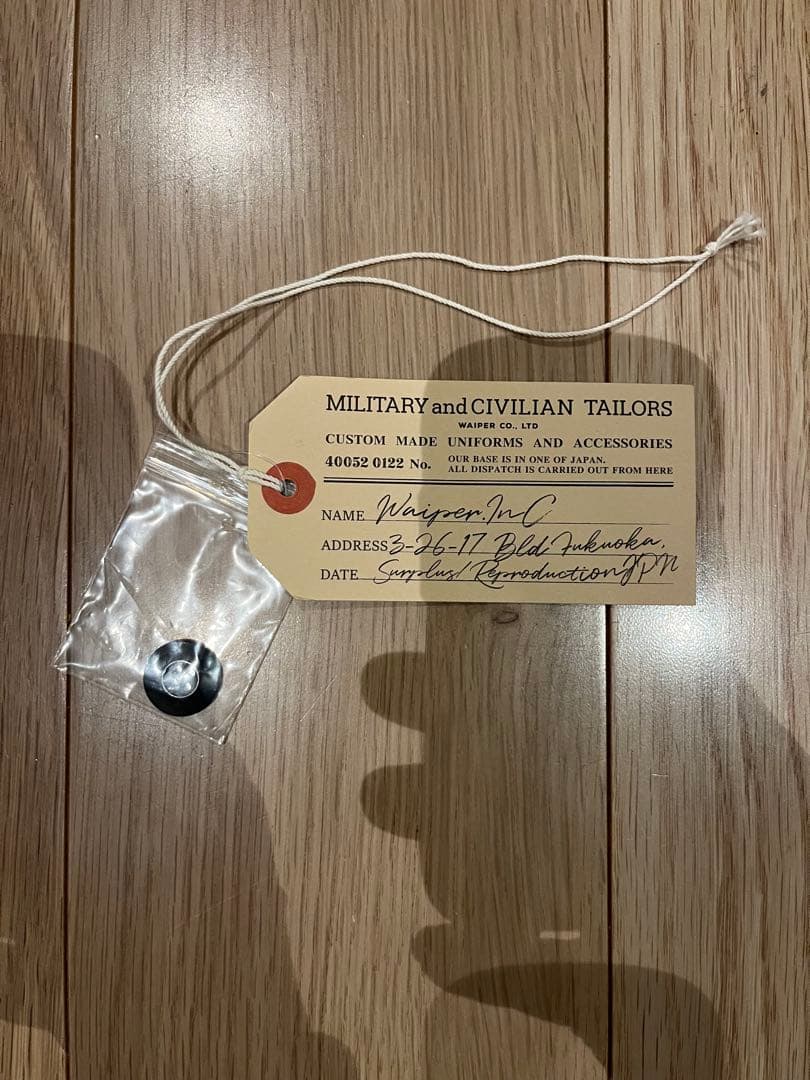 MILITARY and CIVILIAN TAILORS
WAIPER CO., LTD
CUSTOM MADE UNIFORMS AND ACCESSORIES
40052 0122 No. OUR BASE IS IN ONE OF JAPAN.
ALL DISPATCH IS CARRIED OUT FROM HERE
NAME Waiper.InC
ADDRESS 3-26-17 Bld Fukuoka,
DATE Surplus/ReproductionJPN